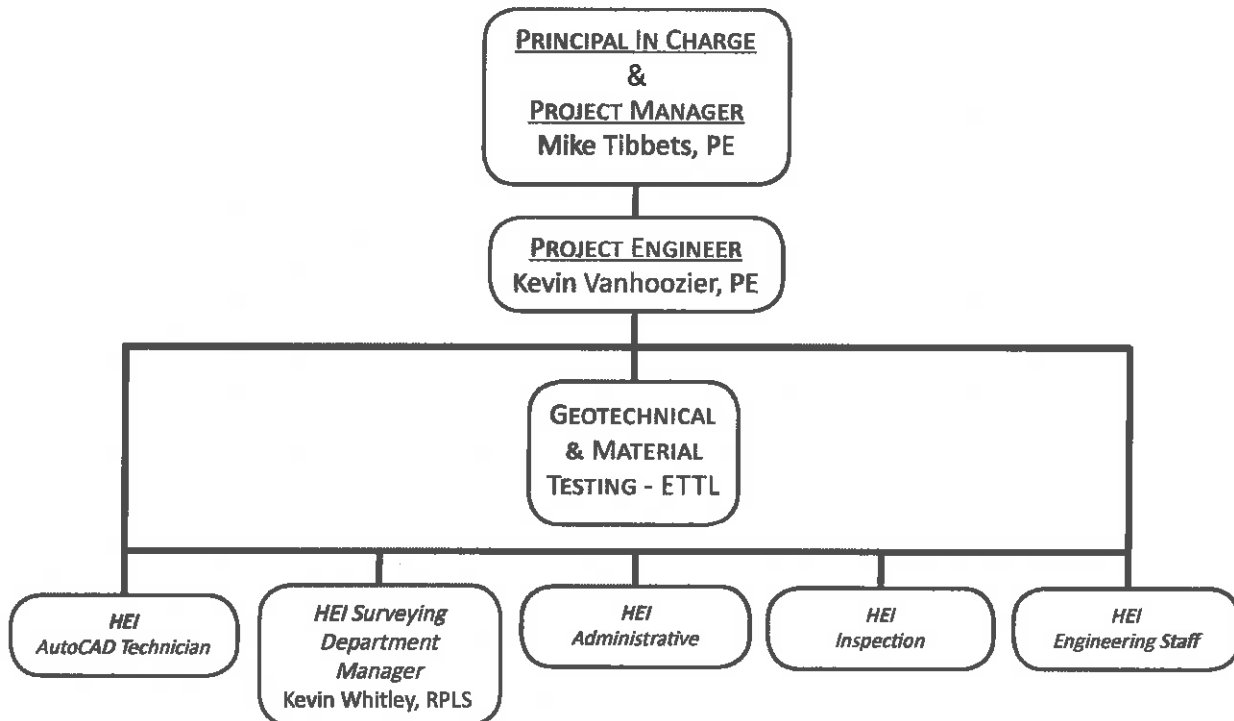 PRINCIPAL IN CHARGE
&
PROJECT MANAGER
Mike Tibbets, PE
PROJECT ENGINEER
Kevin Vanhoozier, PE
GEOTECHNICAL
& MATERIAL
TESTING - ETTL
HEI
AutoCAD Technician
HEI Surveying
Department
Manager
Kevin Whitley, RPLS
HEI
Administrative
HEI
Inspection
HEI
Engineering Staff